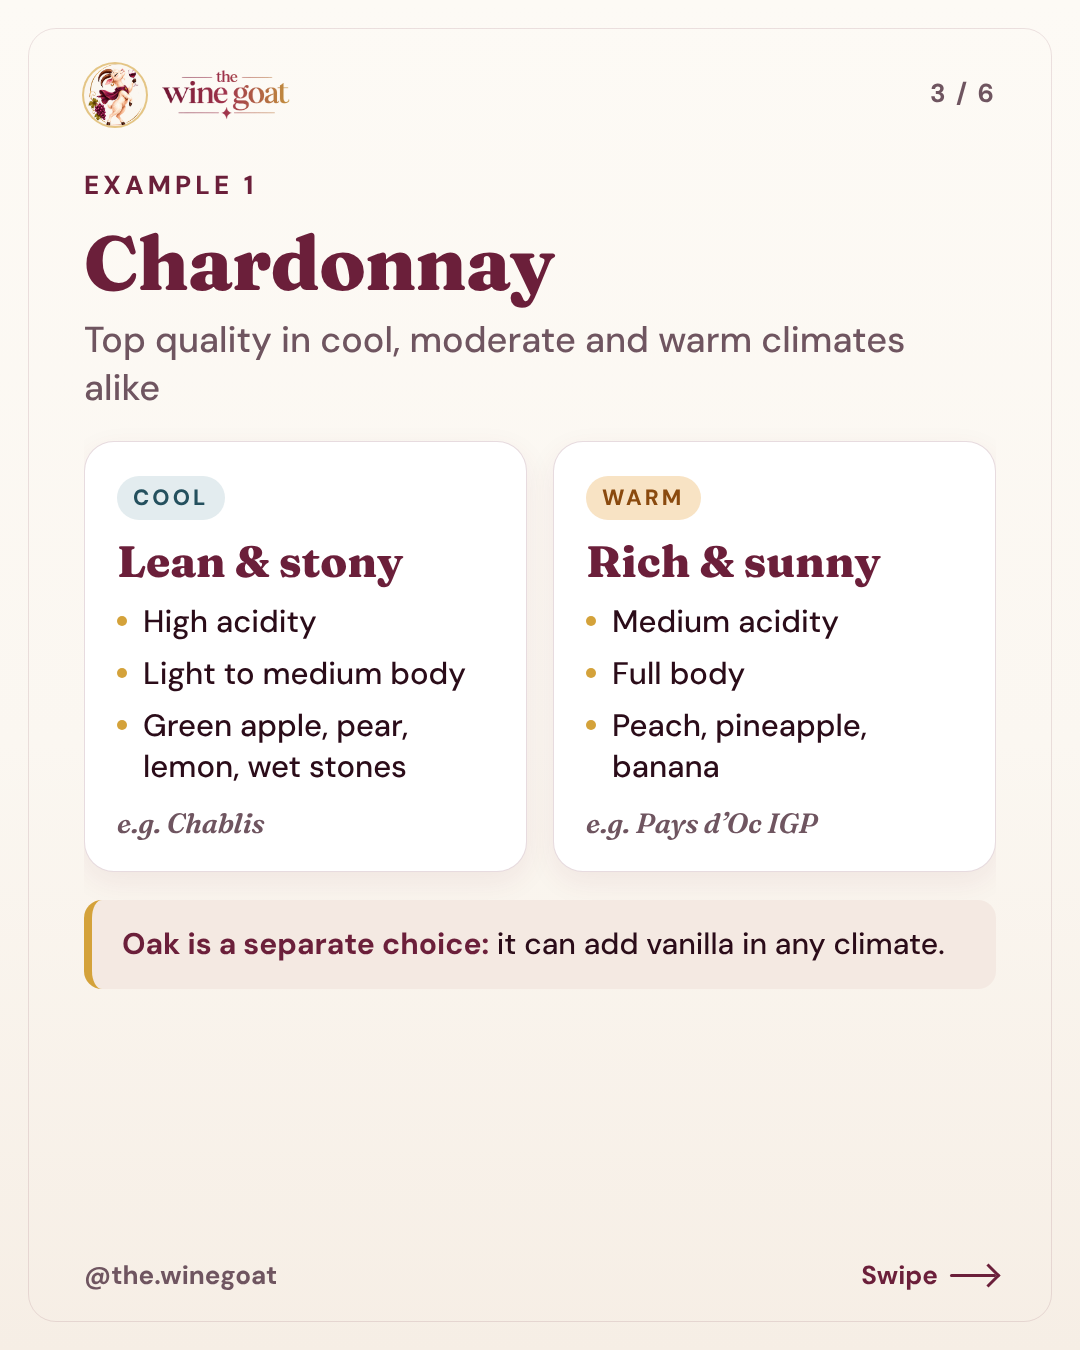 the
wine goat
3 / 6
EXAMPLE 1
Chardonnay
Top quality in cool, moderate and warm climates
alike
COOL
Lean & stony
• High acidity
• Light to medium body
• Green apple, pear,
lemon, wet stones
e.g. Chablis
WARM
Rich & sunny
• Medium acidity
• Full body
• Peach, pineapple,
banana
e.g. Pays d’Oc IGP
Oak is a separate choice: it can add vanilla in any climate.
@the.winegoat
Swipe →